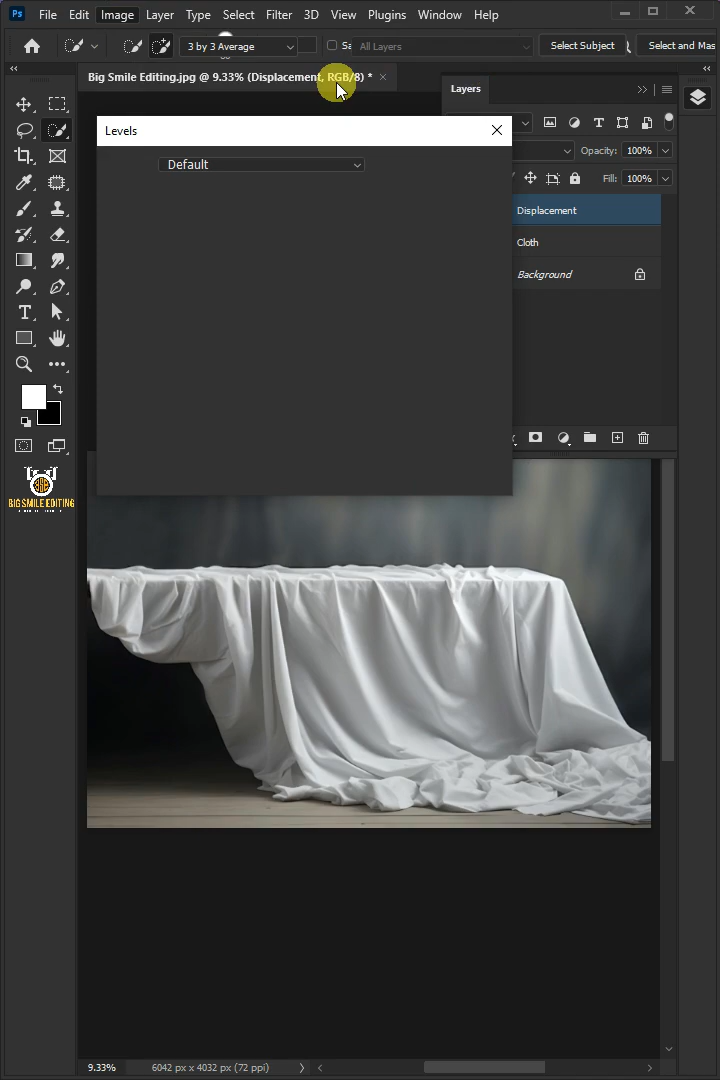 Ps File Edit Image Layer Type Select Filter 3D View Plugins Window Help
3 by 3 Average Sa All Layers Select Subject Select and Mas
Big Smile Editing.jpg @ 9.33% (Displacement, RGB/8) *
Layers
Levels
Default
Opacity: 100%
Fill: 100%
Displacement
Cloth
Background
BIG SMILE EDITING
9.33% 6042 px x 4032 px (72 ppi)